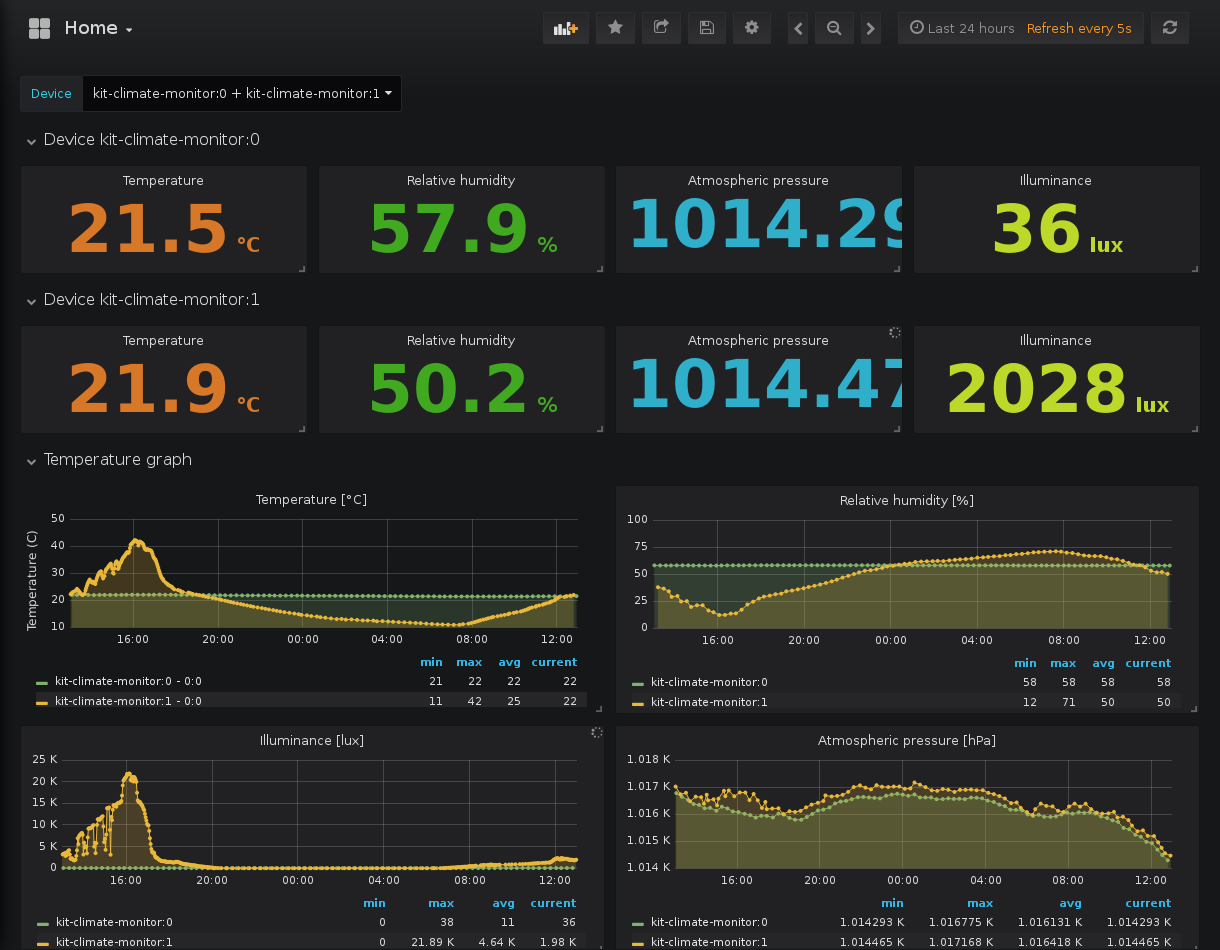 Home
Last 24 hours Refresh every 5s
Device kit-climate-monitor:0 + kit-climate-monitor:1
Device kit-climate-monitor:0
Temperature Relative humidity Atmospheric pressure Illuminance
21.5 °C 57.9 % 1014.29 36 lux
Device kit-climate-monitor:1
Temperature Relative humidity Atmospheric pressure Illuminance
21.9 °C 50.2 % 1014.47 2028 lux
Temperature graph
Temperature [°C]
Temperature (C)
50
40
30
20
10
16:00 20:00 00:00 04:00 08:00 12:00
min max avg current
kit-climate-monitor:0 - 0:0 21 22 22 22
kit-climate-monitor:1 - 0:0 11 42 25 22
Relative humidity [%]
100
75
50
25
0
16:00 20:00 00:00 04:00 08:00 12:00
min max avg current
kit-climate-monitor:0 58 58 58 58
kit-climate-monitor:1 12 71 50 50
Illuminance [lux]
25 K
20 K
15 K
10 K
5 K
0
16:00 20:00 00:00 04:00 08:00 12:00
min max avg current
kit-climate-monitor:0 0 38 11 36
kit-climate-monitor:1 0 21.89 K 4.64 K 1.98 K
Atmospheric pressure [hPa]
1.018 K
1.017 K
1.016 K
1.015 K
1.014 K
16:00 20:00 00:00 04:00 08:00 12:00
min max avg current
kit-climate-monitor:0 1.014293 K 1.016775 K 1.016131 K 1.014293 K
kit-climate-monitor:1 1.014465 K 1.017168 K 1.016418 K 1.014465 K